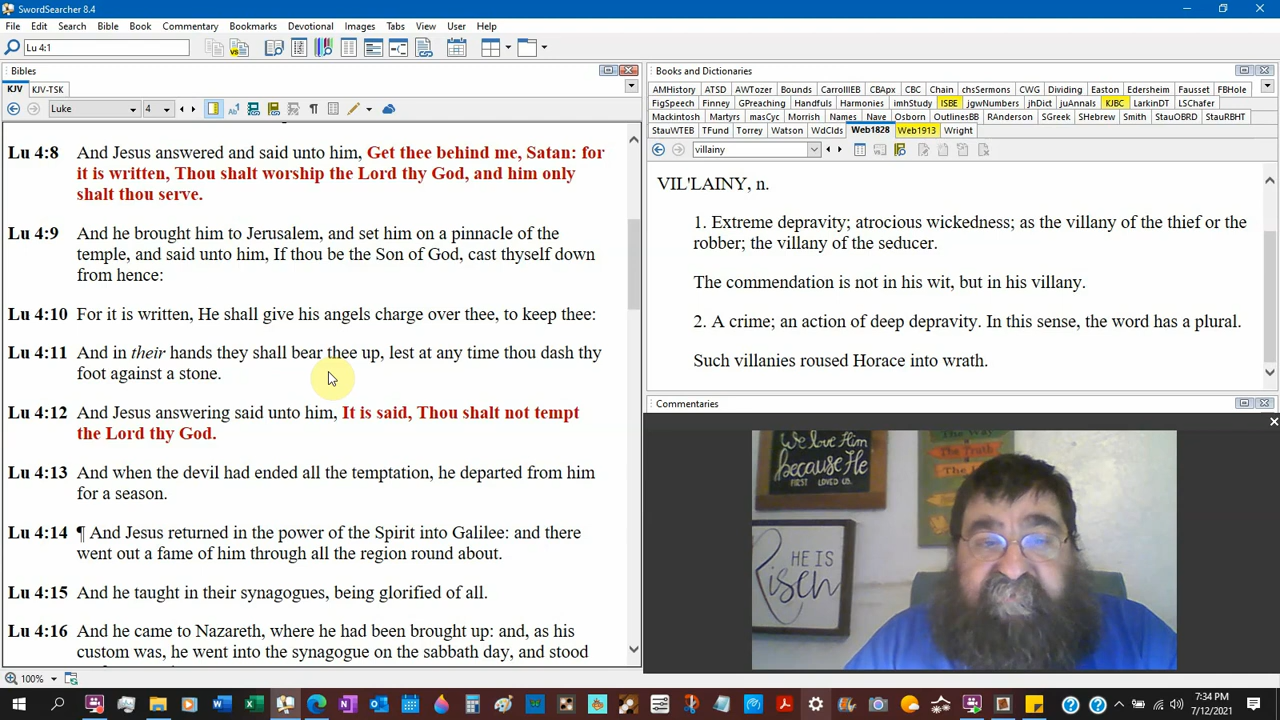 SwordSearcher 8.4
File Edit Search Bible Book Commentary Bookmarks Devotional Images Tabs View User Help
Lu 4:1
Bibles
KJV KJV-TSK
Luke 4
Lu 4:8 And Jesus answered and said unto him, Get thee behind me, Satan: for
it is written, Thou shalt worship the Lord thy God, and him only
shalt thou serve.
Lu 4:9 And he brought him to Jerusalem, and set him on a pinnacle of the
temple, and said unto him, If thou be the Son of God, cast thyself down
from hence:
Lu 4:10 For it is written, He shall give his angels charge over thee, to keep thee:
Lu 4:11 And in their hands they shall bear thee up, lest at any time thou dash thy
foot against a stone.
Lu 4:12 And Jesus answering said unto him, It is said, Thou shalt not tempt
the Lord thy God.
Lu 4:13 And when the devil had ended all the temptation, he departed from him
for a season.
Lu 4:14 ¶ And Jesus returned in the power of the Spirit into Galilee: and there
went out a fame of him through all the region round about.
Lu 4:15 And he taught in their synagogues, being glorified of all.
Lu 4:16 And he came to Nazareth, where he had been brought up: and, as his
custom was, he went into the synagogue on the sabbath day, and stood
100%
Books and Dictionaries
AMHistory ATSD AWTozer Bounds CarrollIEB CBApx CBC Chain chsSermons CWG Dividing Easton Edersheim Fausset FBHole
FigSpeech Finney GPreaching Handfuls Harmonies imhStudy ISBE jgwNumbers jhDict juAnnals KJBC LarkinDT LSChafer
Mackintosh Martyrs masCyc Morrish Names Nave Osborn OutlinesBB RAnderson SGreek SHebrew Smith StauOBRD StauRBHT
StauWTEB TFund Torrey Watson WdClds Web1828 Web1913 Wright
villainy
VIL'LAINY, n.
1. Extreme depravity; atrocious wickedness; as the villany of the thief or the
robber; the villany of the seducer.
The commendation is not in his wit, but in his villany.
2. A crime; an action of deep depravity. In this sense, the word has a plural.
Such villanies roused Horace into wrath.
Commentaries
We love Him
because He
FIRST LOVED US.
The Way
The Truth
HE IS
Risen
7:34 PM
7/12/2021